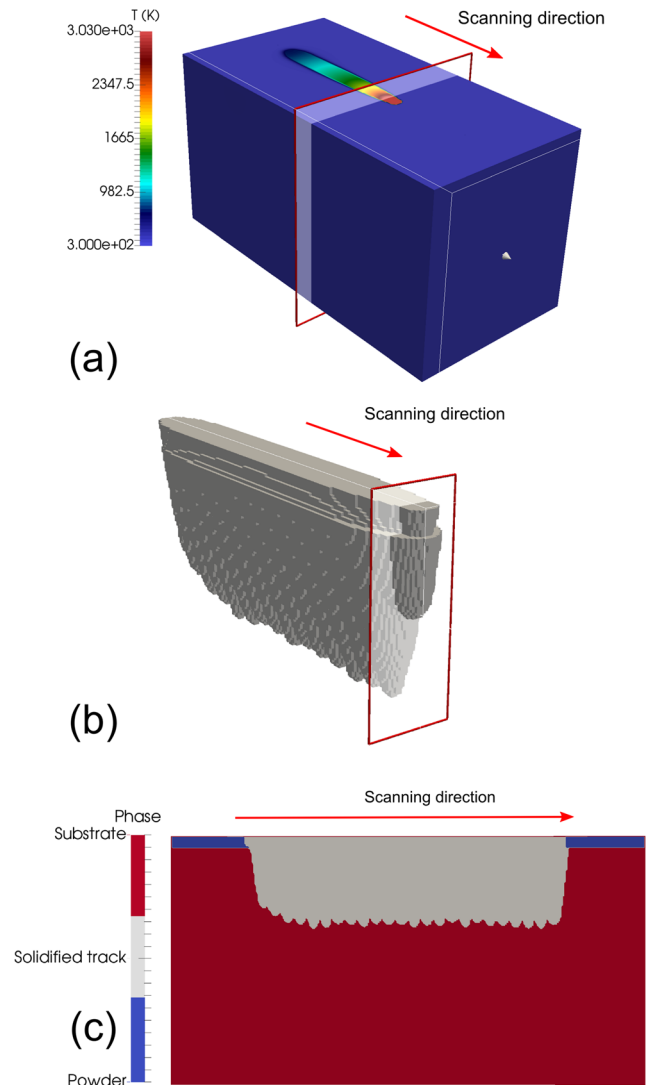 T (K)
3.030e+03
2347.5
1665
982.5
3.000e+02
Scanning direction
(a)
Scanning direction
(b)
Scanning direction
Phase
Substrate
Solidified track
(c)
Powder